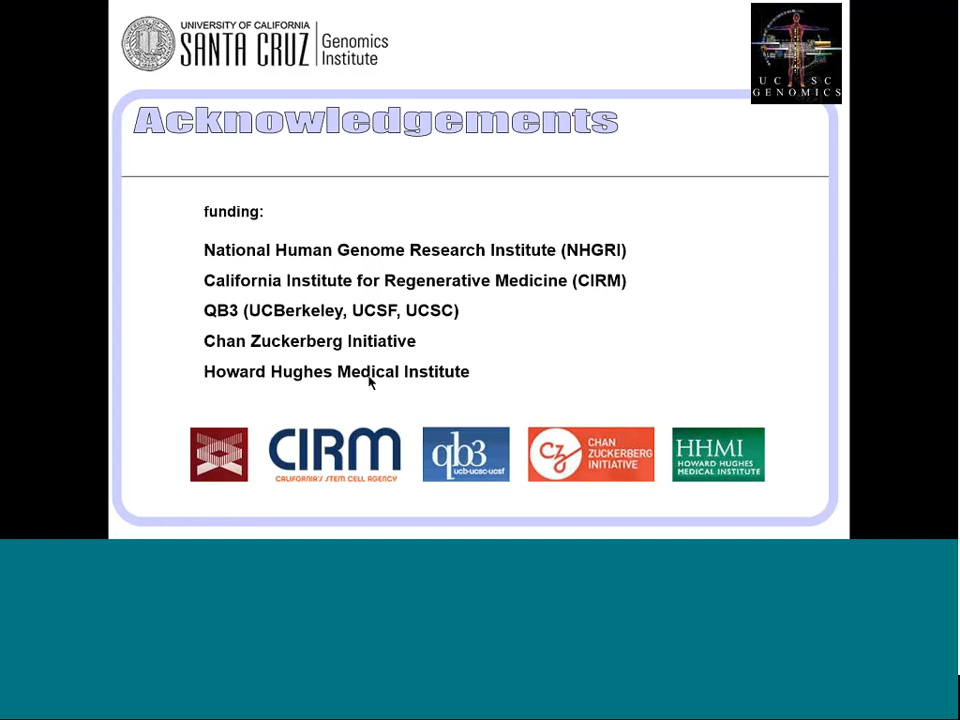 UNIVERSITY OF CALIFORNIA
SANTA CRUZ
Genomics
Institute
UC SC
GENOMICS
Acknowledgements
funding:
National Human Genome Research Institute (NHGRI)
California Institute for Regenerative Medicine (CIRM)
QB3 (UCBerkeley, UCSF, UCSC)
Chan Zuckerberg Initiative
Howard Hughes Medical Institute
CIRM
CALIFORNIA'S STEM CELL AGENCY
qb3
ucb-ucsc-ucsf
cz
CHAN
ZUCKERBERG
INITIATIVE
HHMI
HOWARD HUGHES
MEDICAL INSTITUTE